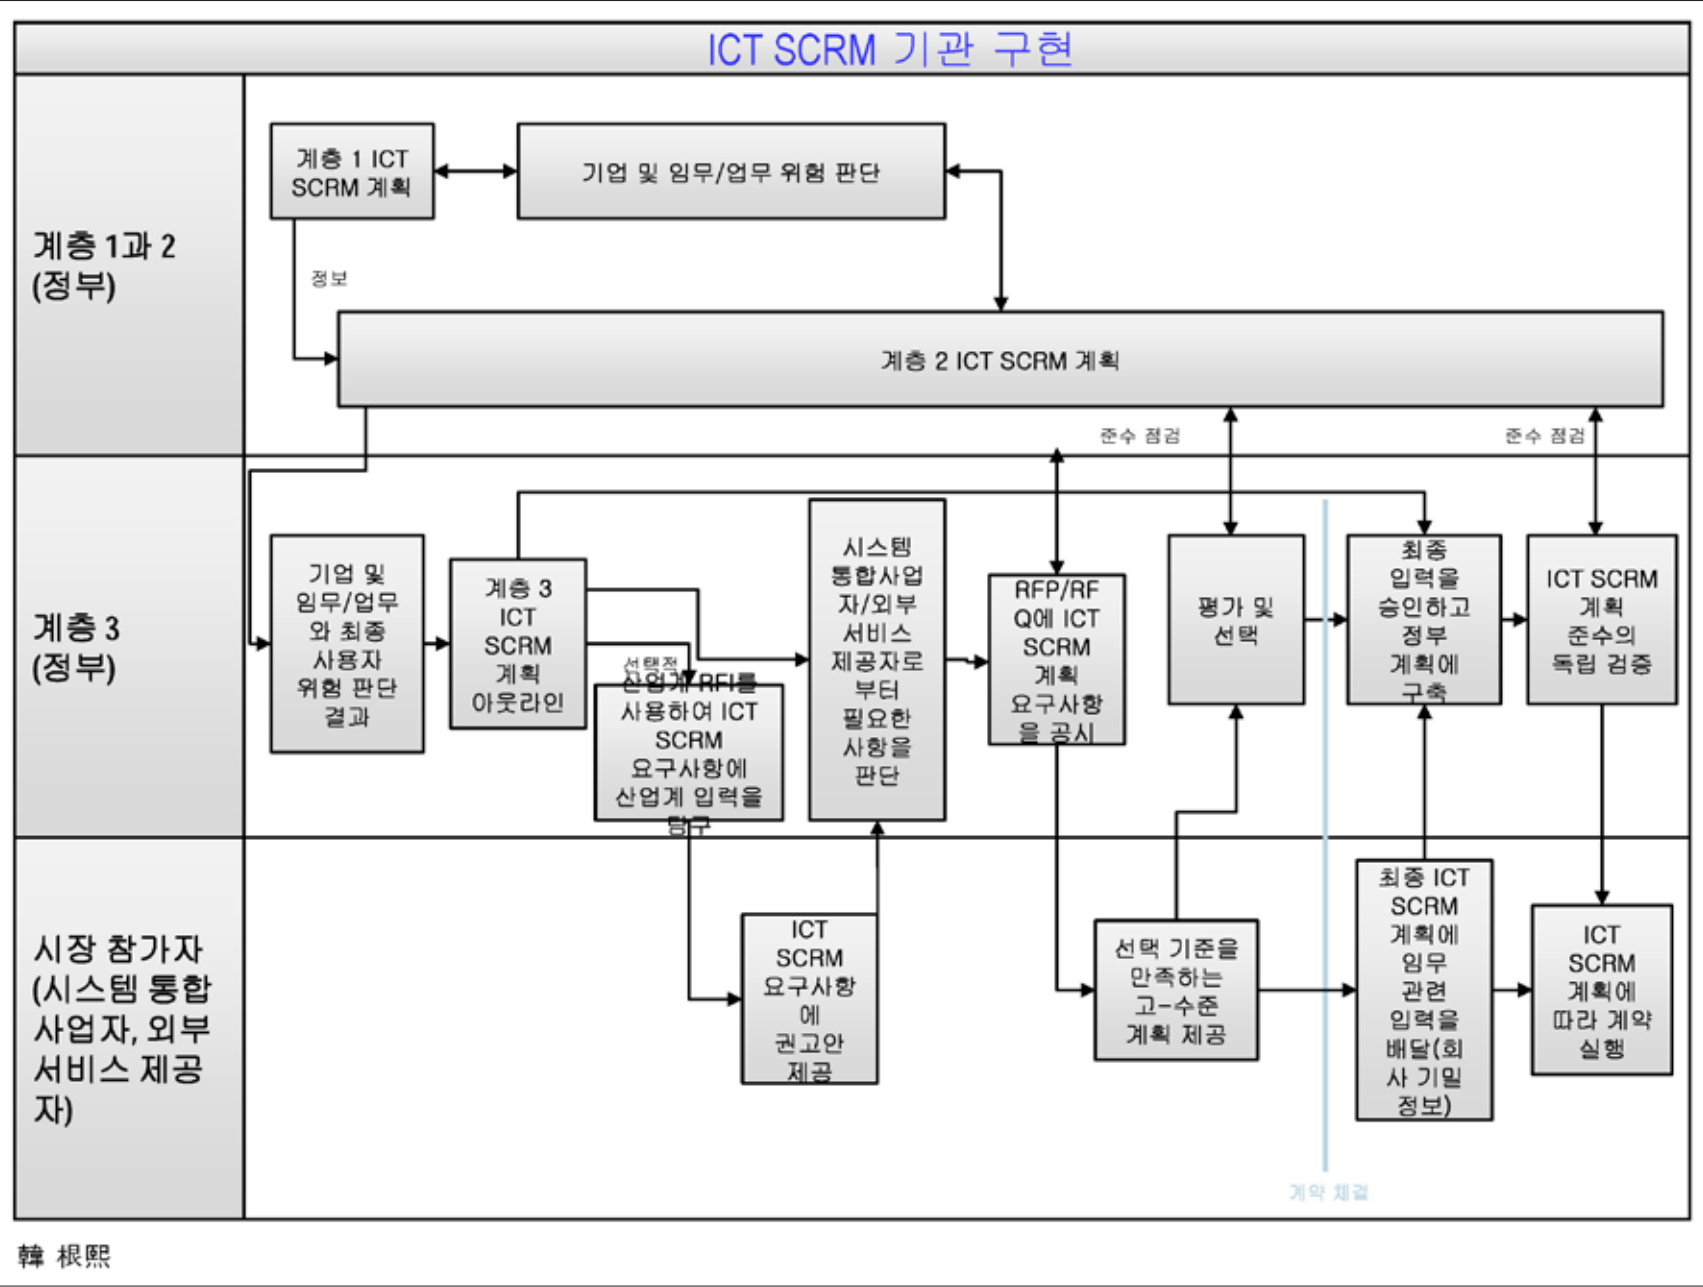 ICT SCRM 기관 구현
계층 1과 2
(정부)
계층 1 ICT
SCRM 계획
기업 및 임무/업무 위험 판단
정보
계층 2 ICT SCRM 계획
준수 점검
준수 점검
계층 3
(정부)
기업 및
임무/업무
와 최종
사용자
위험 판단
결과
계층 3
ICT
SCRM
계획
아웃라인
선택적
산업계 RFI를
사용하여 ICT
SCRM
요구사항에
산업계 입력을
탐구
시스템
통합사업
자/외부
서비스
제공자로
부터
필요한
사항을
판단
RFP/RF
Q에 ICT
SCRM
계획
요구사항
을 공시
평가 및
선택
최종
입력을
승인하고
정부
계획에
구축
ICT SCRM
계획
준수의
독립 검증
시장 참가자
(시스템 통합
사업자, 외부
서비스 제공
자)
ICT
SCRM
요구사항
에
권고안
제공
선택 기준을
만족하는
고-수준
계획 제공
최종 ICT
SCRM
계획에
임무
관련
입력을
배달(회
사 기밀
정보)
ICT
SCRM
계획에
따라 계약
실행
계약 체결
韓 根熙